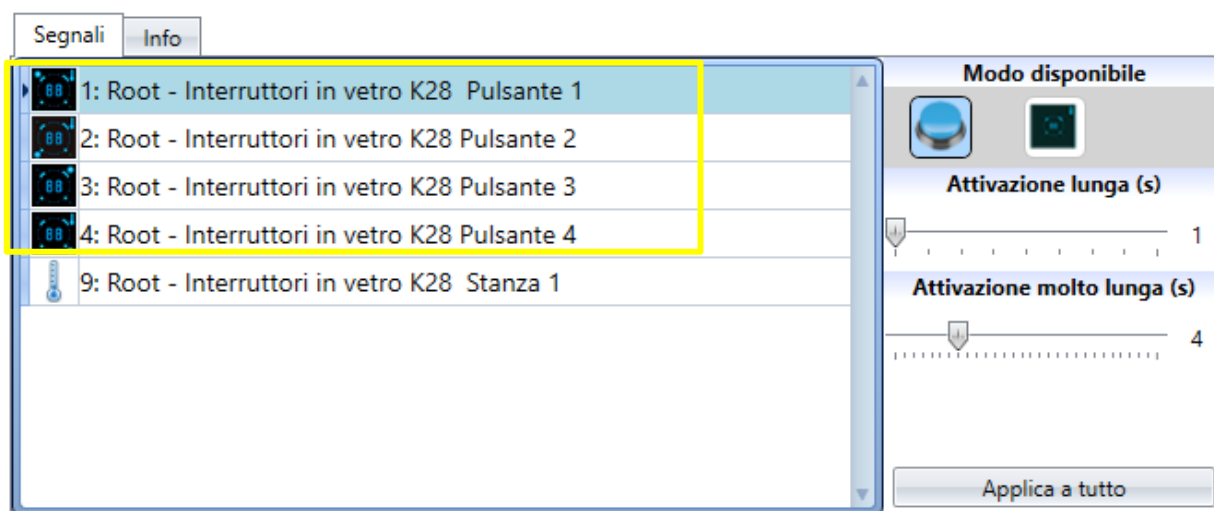 Segnali
Info
1: Root - Interruttori in vetro K28  Pulsante 1
2: Root - Interruttori in vetro K28 Pulsante 2
3: Root - Interruttori in vetro K28 Pulsante 3
4: Root - Interruttori in vetro K28 Pulsante 4
9: Root - Interruttori in vetro K28  Stanza 1
Modo disponibile
Attivazione lunga (s)
1
Attivazione molto lunga (s)
4
Applica a tutto